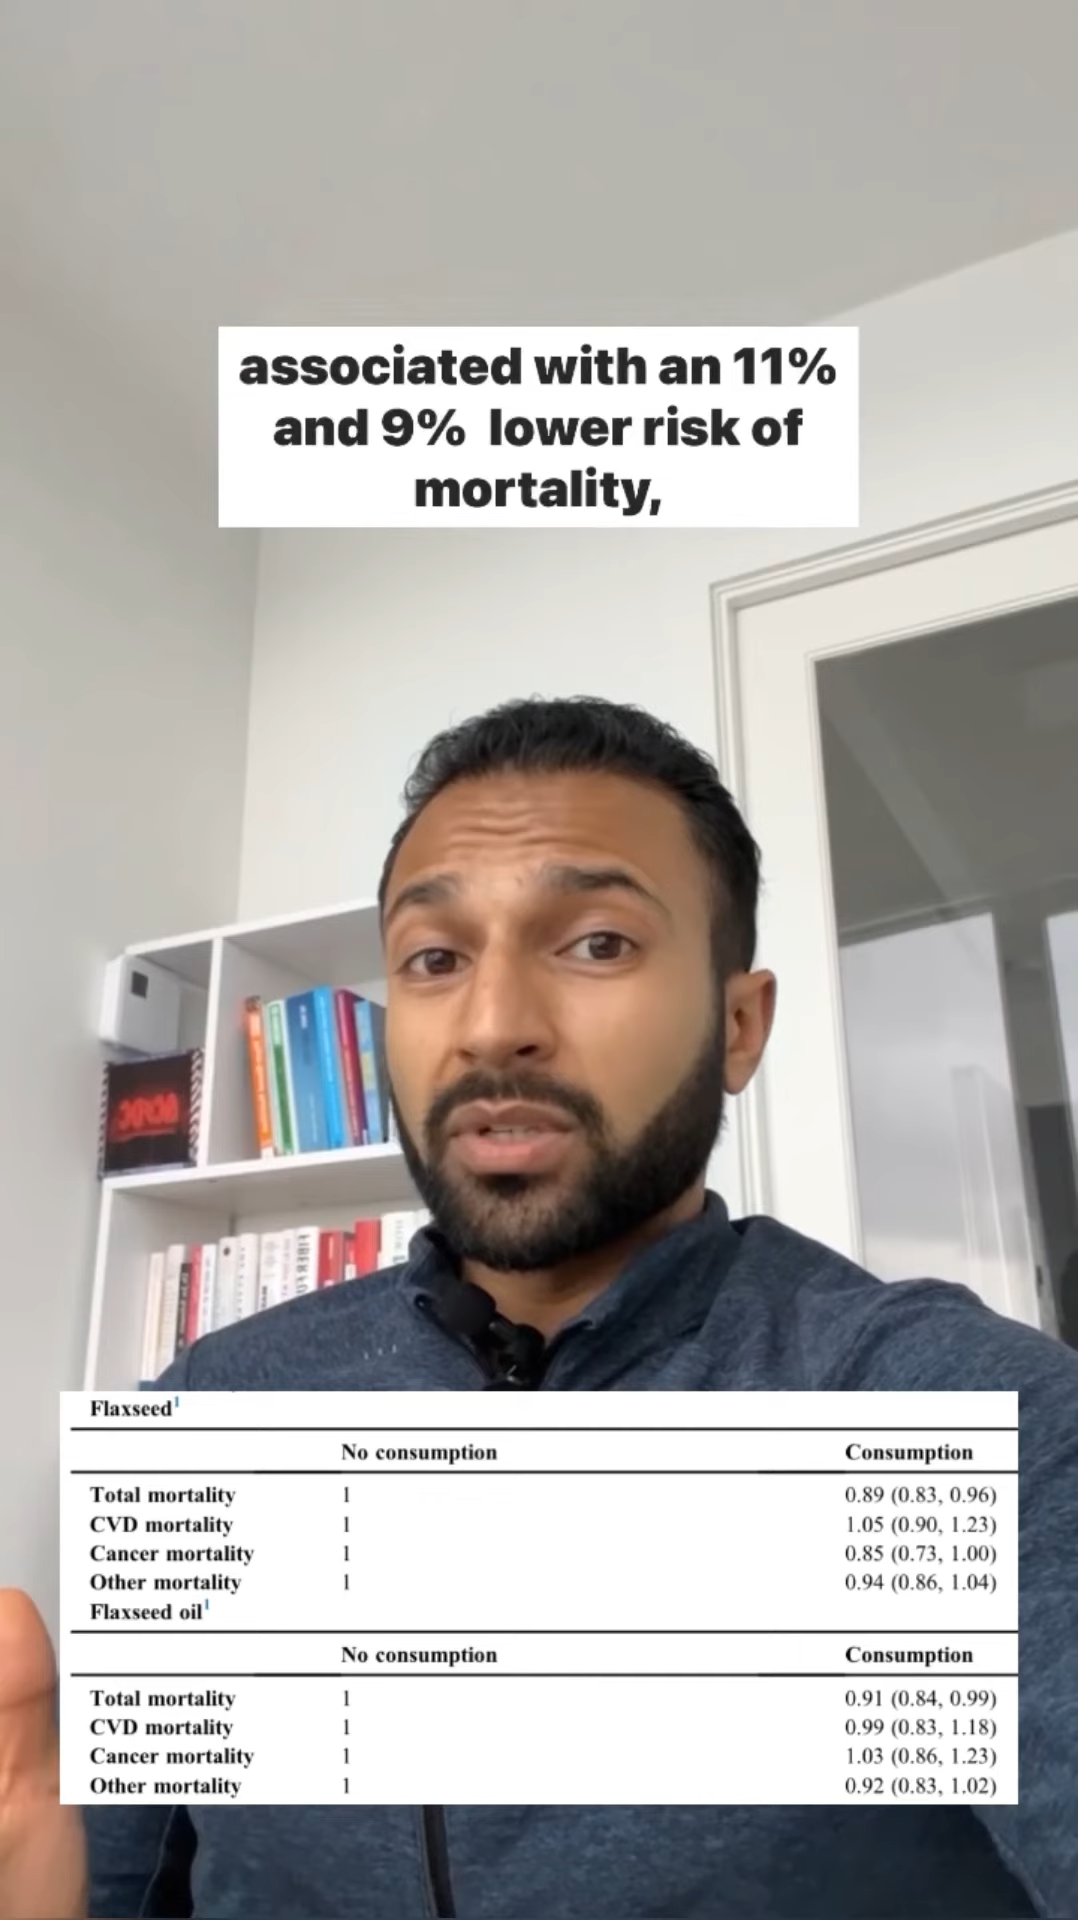 associated with an 11%
and 9% lower risk of
mortality,
Flaxseed¹
No consumption Consumption
Total mortality 1 0.89 (0.83, 0.96)
CVD mortality 1 1.05 (0.90, 1.23)
Cancer mortality 1 0.85 (0.73, 1.00)
Other mortality 1 0.94 (0.86, 1.04)
Flaxseed oil¹
No consumption Consumption
Total mortality 1 0.91 (0.84, 0.99)
CVD mortality 1 0.99 (0.83, 1.18)
Cancer mortality 1 1.03 (0.86, 1.23)
Other mortality 1 0.92 (0.83, 1.02)